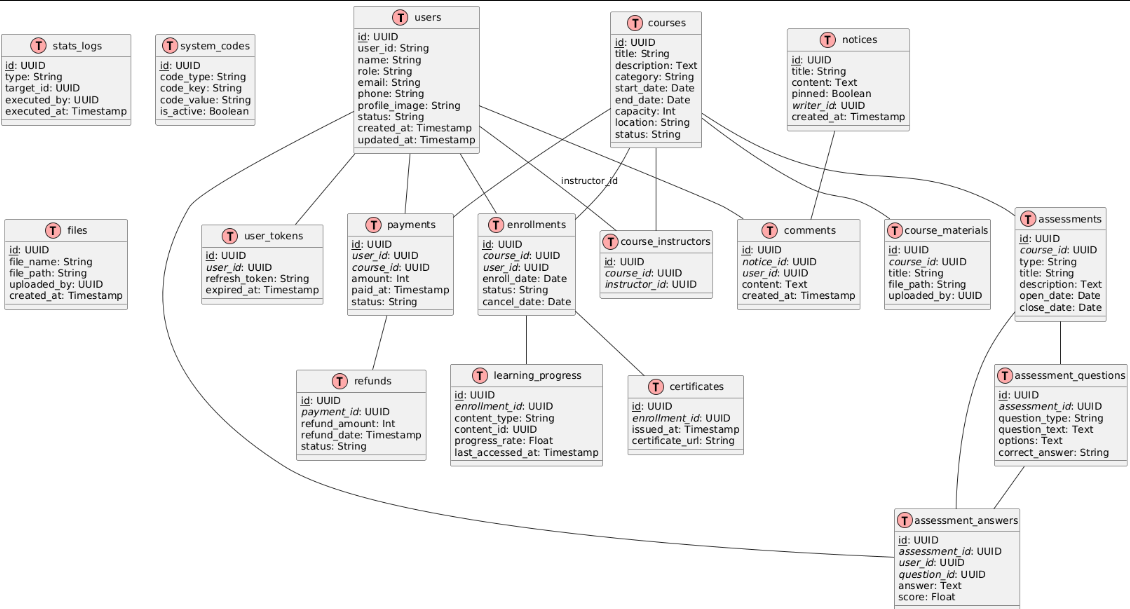 T users
id: UUID
user_id: String
name: String
role: String
email: String
phone: String
profile_image: String
status: String
created_at: Timestamp
updated_at: Timestamp
T courses
id: UUID
title: String
description: Text
category: String
start_date: Date
end_date: Date
capacity: Int
location: String
status: String
T stats_logs
id: UUID
type: String
target_id: UUID
executed_by: UUID
executed_at: Timestamp
T system_codes
id: UUID
code_type: String
code_key: String
code_value: String
is_active: Boolean
T notices
id: UUID
title: String
content: Text
pinned: Boolean
writer_id: UUID
created_at: Timestamp
instructor_id
T files
id: UUID
file_name: String
file_path: String
uploaded_by: UUID
created_at: Timestamp
T user_tokens
id: UUID
user_id: UUID
refresh_token: String
expired_at: Timestamp
T payments
id: UUID
user_id: UUID
course_id: UUID
amount: Int
paid_at: Timestamp
status: String
T enrollments
id: UUID
course_id: UUID
user_id: UUID
enroll_date: Date
status: String
cancel_date: Date
T course_instructors
id: UUID
course_id: UUID
instructor_id: UUID
T comments
id: UUID
notice_id: UUID
user_id: UUID
content: Text
created_at: Timestamp
T course_materials
id: UUID
course_id: UUID
title: String
file_path: String
uploaded_by: UUID
T assessments
id: UUID
course_id: UUID
type: String
title: String
description: Text
open_date: Date
close_date: Date
T refunds
id: UUID
payment_id: UUID
refund_amount: Int
refund_date: Timestamp
status: String
T learning_progress
id: UUID
enrollment_id: UUID
content_type: String
content_id: UUID
progress_rate: Float
last_accessed_at: Timestamp
T certificates
id: UUID
enrollment_id: UUID
issued_at: Timestamp
certificate_url: String
T assessment_questions
id: UUID
assessment_id: UUID
question_type: String
question_text: Text
options: Text
correct_answer: String
T assessment_answers
id: UUID
assessment_id: UUID
user_id: UUID
question_id: UUID
answer: Text
score: Float